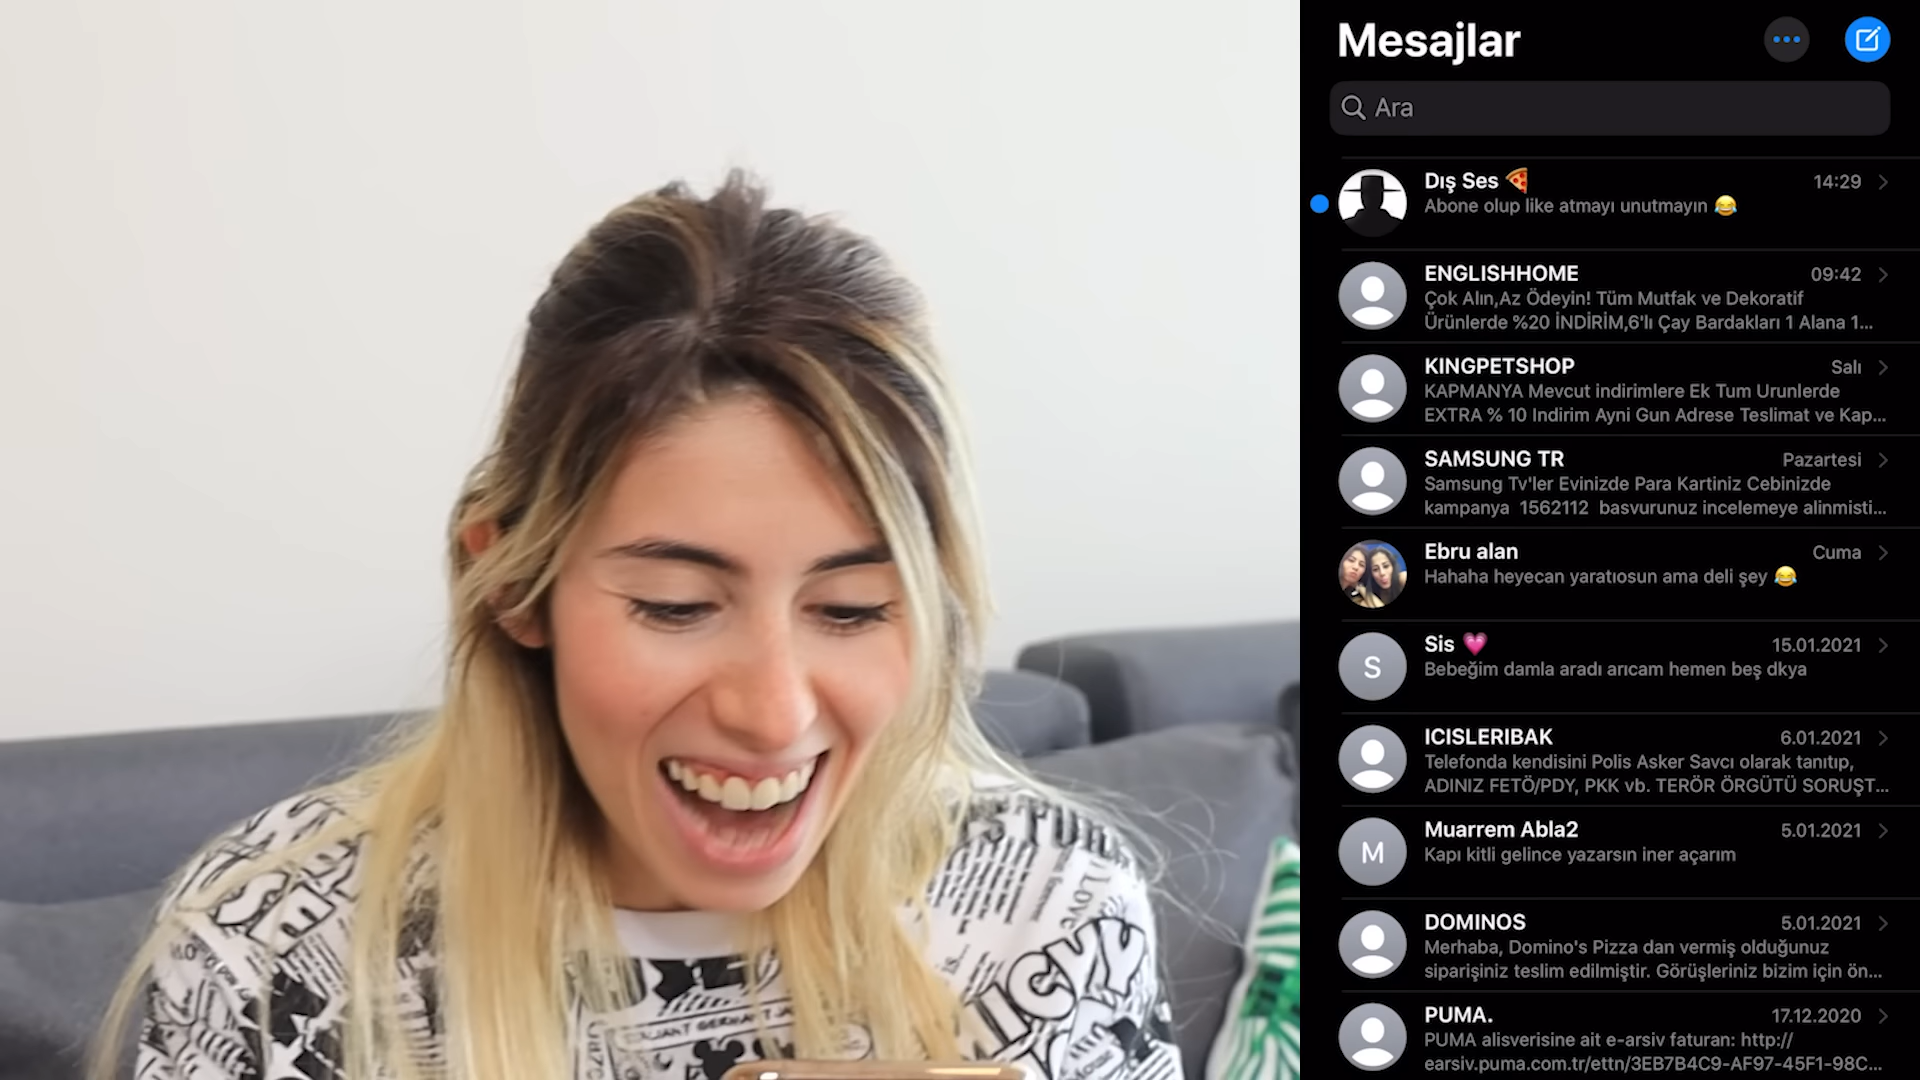 Mesajlar
Ara
Dış Ses 🍕
14:29
Abone olup like atmayı unutmayın 😂
ENGLISHHOME
09:42
Çok Alın,Az Ödeyin! Tüm Mutfak ve Dekoratif
Ürünlerde %20 İNDİRİM,6'lı Çay Bardakları 1 Alana 1...
KINGPETSHOP
Salı
KAPMANYA Mevcut indirimlere Ek Tum Urunlerde
EXTRA % 10 Indirim Ayni Gun Adrese Teslimat ve Kap...
SAMSUNG TR
Pazartesi
Samsung Tv'ler Evinizde Para Kartiniz Cebinizde
kampanya 1562112 basvurunuz incelemeye alinmisti...
Ebru alan
Cuma
Hahaha heyecan yaratıosun ama deli şey 😂
S
Sis 💗
15.01.2021
Bebeğim damla aradı arıcam hemen beş dkya
ICISLERIBAK
6.01.2021
Telefonda kendisini Polis Asker Savcı olarak tanıtıp,
ADINIZ FETÖ/PDY, PKK vb. TERÖR ÖRGÜTÜ SORUŞT...
M
Muarrem Abla2
5.01.2021
Kapı kitli gelince yazarsın iner açarım
DOMINOS
5.01.2021
Merhaba, Domino's Pizza dan vermiş olduğunuz
siparişiniz teslim edilmiştir. Görüşleriniz bizim için ön...
PUMA.
17.12.2020
PUMA alisverisine ait e-arsiv faturan: http://
earsiv.puma.com.tr/ettn/3EB7B4C9-AF97-45F1-98C...
I LOVE